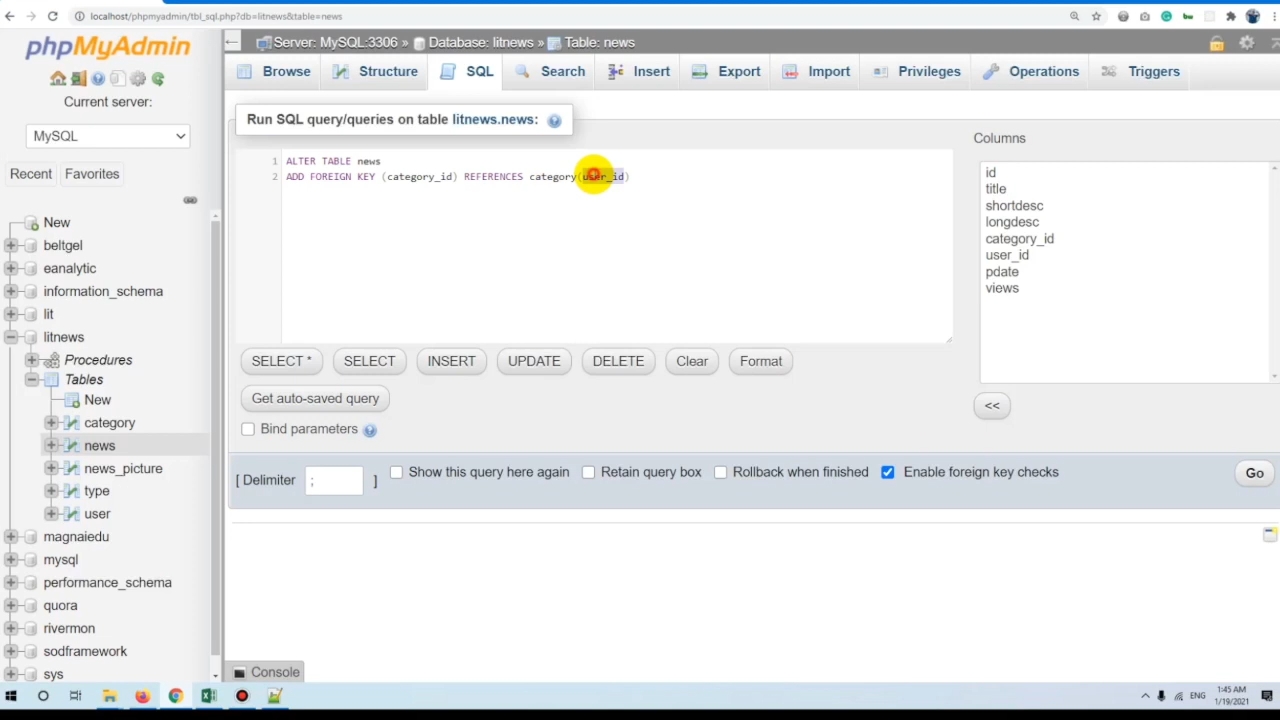 localhost/phpmyadmin/tbl_sql.php?db=litnews&table=news
phpMyAdmin
Current server:
MySQL
Recent Favorites
New
beltgel
eanalytic
information_schema
lit
litnews
Procedures
Tables
New
category
news
news_picture
type
user
magnaiedu
mysql
performance_schema
quora
rivermon
sodframework
sys
Server: MySQL:3306 » Database: litnews » Table: news
Browse Structure SQL Search Insert Export Import Privileges Operations Triggers
Run SQL query/queries on table litnews.news:
1 ALTER TABLE news
2 ADD FOREIGN KEY (category_id) REFERENCES category(user_id)
Columns
id
title
shortdesc
longdesc
category_id
user_id
pdate
views
<<
SELECT * SELECT INSERT UPDATE DELETE Clear Format
Get auto-saved query
Bind parameters
[ Delimiter ; ] Show this query here again Retain query box Rollback when finished Enable foreign key checks Go
Console
ENG 1:45 AM
1/19/2021